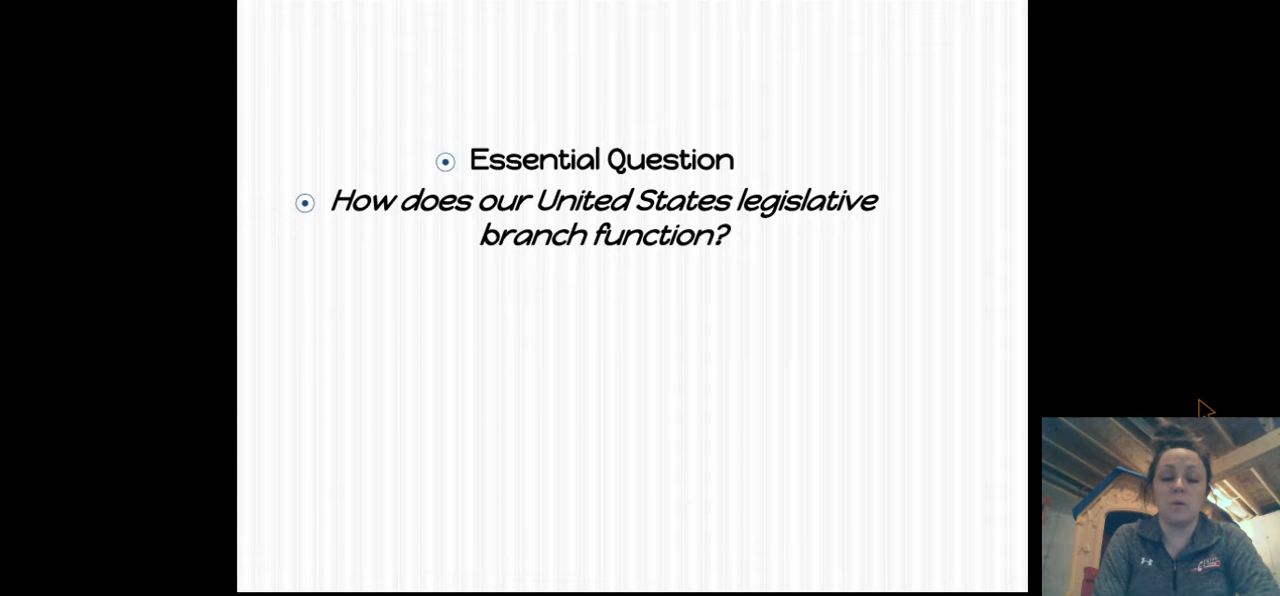 Essential Question
How does our United States legislative
branch function?